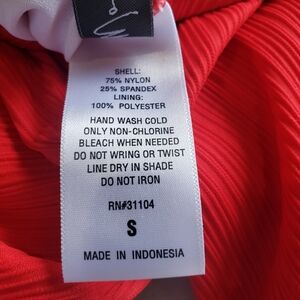 SHELL:
75% NYLON
25% SPANDEX
LINING:
100% POLYESTER
HAND WASH COLD
ONLY NON-CHLORINE
BLEACH WHEN NEEDED
DO NOT WRING OR TWIST
LINE DRY IN SHADE
DO NOT IRON
RN#31104
S
MADE IN INDONESIA